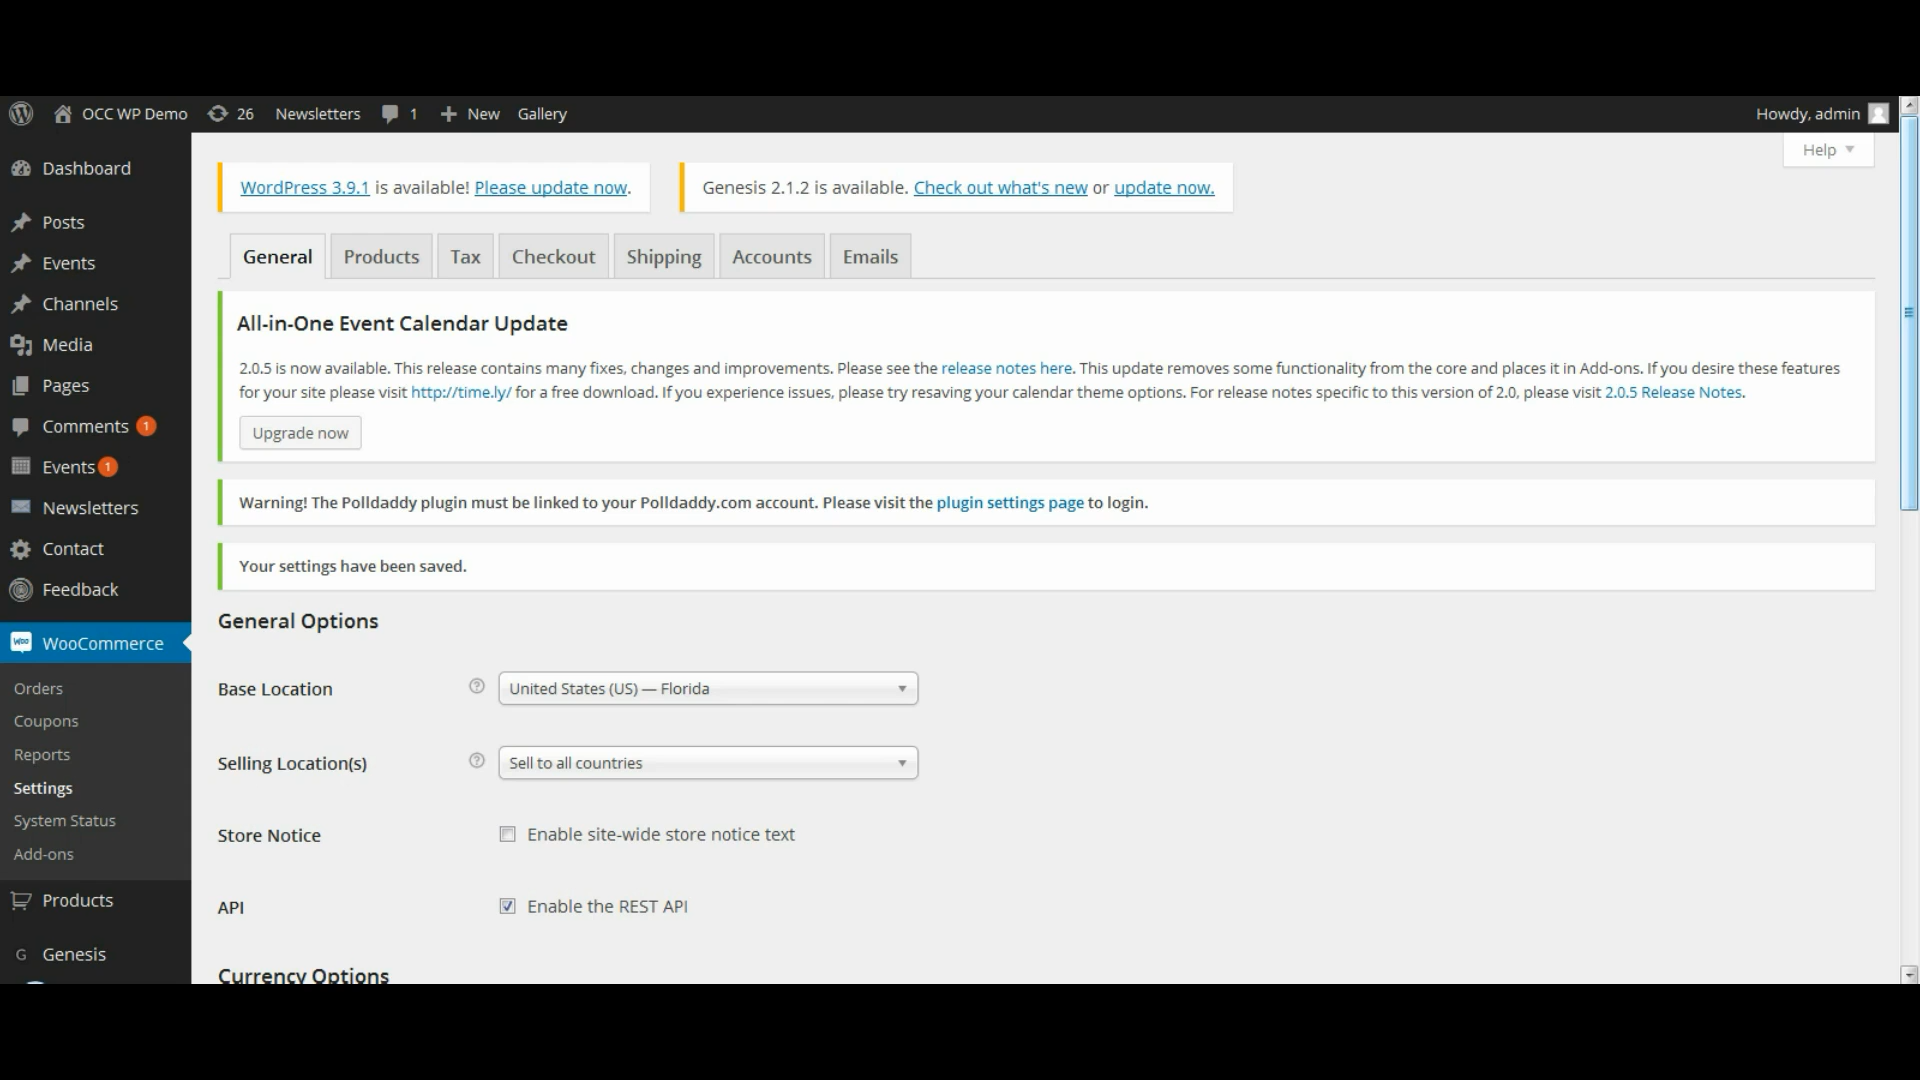 OCC WP Demo 26 Newsletters 1 New Gallery Howdy, admin
Help
Dashboard
Posts
Events
Channels
Media
Pages
Comments 1
Events 1
Newsletters
Contact
Feedback
Woo WooCommerce
Orders
Coupons
Reports
Settings
System Status
Add-ons
Products
G Genesis
WordPress 3.9.1 is available! Please update now.
Genesis 2.1.2 is available. Check out what's new or update now.
General Products Tax Checkout Shipping Accounts Emails
All-in-One Event Calendar Update
2.0.5 is now available. This release contains many fixes, changes and improvements. Please see the release notes here. This update removes some functionality from the core and places it in Add-ons. If you desire these features
for your site please visit http://time.ly/ for a free download. If you experience issues, please try resaving your calendar theme options. For release notes specific to this version of 2.0, please visit 2.0.5 Release Notes.
Upgrade now
Warning! The Polldaddy plugin must be linked to your Polldaddy.com account. Please visit the plugin settings page to login.
Your settings have been saved.
General Options
Base Location ? United States (US) — Florida
Selling Location(s) ? Sell to all countries
Store Notice Enable site-wide store notice text
API Enable the REST API
Currency Options